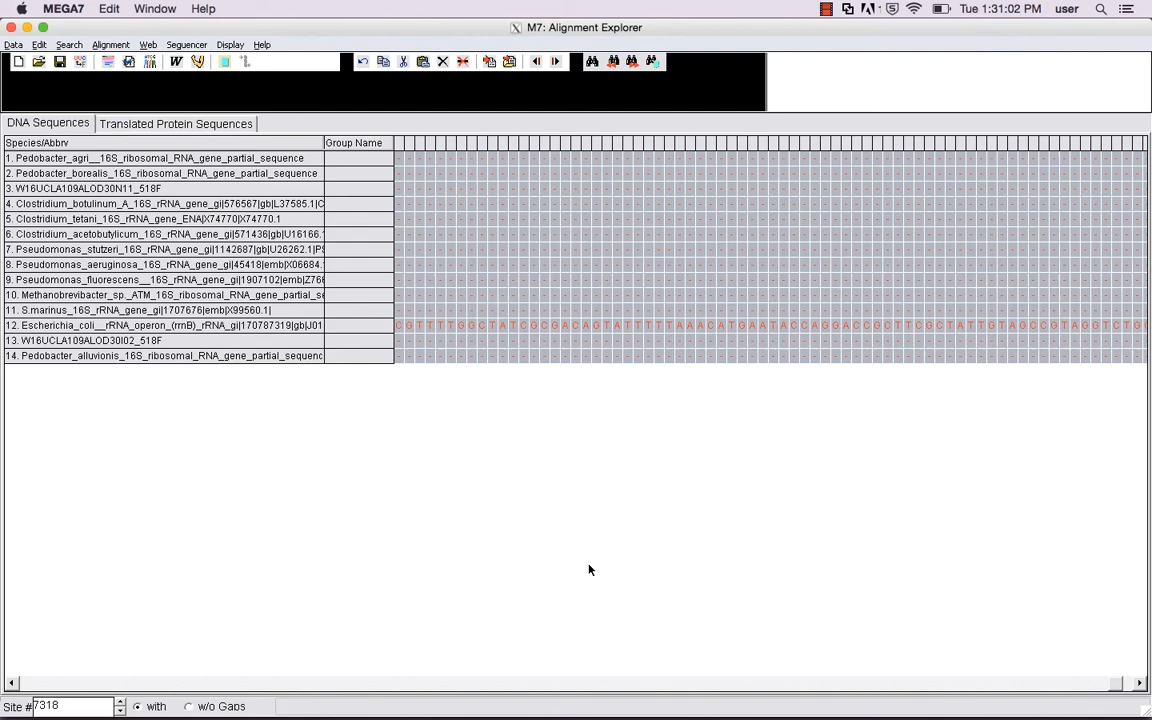 MEGA7 Edit Window Help Tue 1:31:02 PM user
M7: Alignment Explorer
Data Edit Search Alignment Web Sequencer Display Help
DNA Sequences Translated Protein Sequences
Species/Abbrv Group Name
1. Pedobacter_agri__16S_ribosomal_RNA_gene_partial_sequence
2. Pedobacter_borealis_16S_ribosomal_RNA_gene_partial_sequence
3. W16UCLA109ALOD30N11_518F
4. Clostridium_botulinum_A_16S_rRNA_gene_gi|576567|gb|L37585.1|C
5. Clostridium_tetani_16S_rRNA_gene_ENA|X74770|X74770.1
6. Clostridium_acetobutylicum_16S_rRNA_gene_gi|571436|gb|U16166.1
7. Pseudomonas_stutzeri_16S_rRNA_gene_gi|1142687|gb|U26262.1|PS
8. Pseudomonas_aeruginosa_16S_rRNA_gene_gi|45418|emb|X06684.
9. Pseudomonas_fluorescens__16S_rRNA_gene_gi|1907102|emb|Z766
10. Methanobrevibacter_sp._ATM_16S_ribosomal_RNA_gene_partial_se
11. S.marinus_16S_rRNA_gene_gi|1707676|emb|X99560.1|
12. Escherichia_coli__rRNA_operon_(rrnB)_rRNA_gi|170787319|gb|J01 C G T T T T G G C T A T C G C G A C A G T A T T T T T A A A C A T G A A T A C C A G G A C C G C T T C G C T A T T G T A G C C G T A G G T C T G
13. W16UCLA109ALOD30I02_518F
14. Pedobacter_alluvionis_16S_ribosomal_RNA_gene_partial_sequenc
Site # 7318 with w/o Gaps